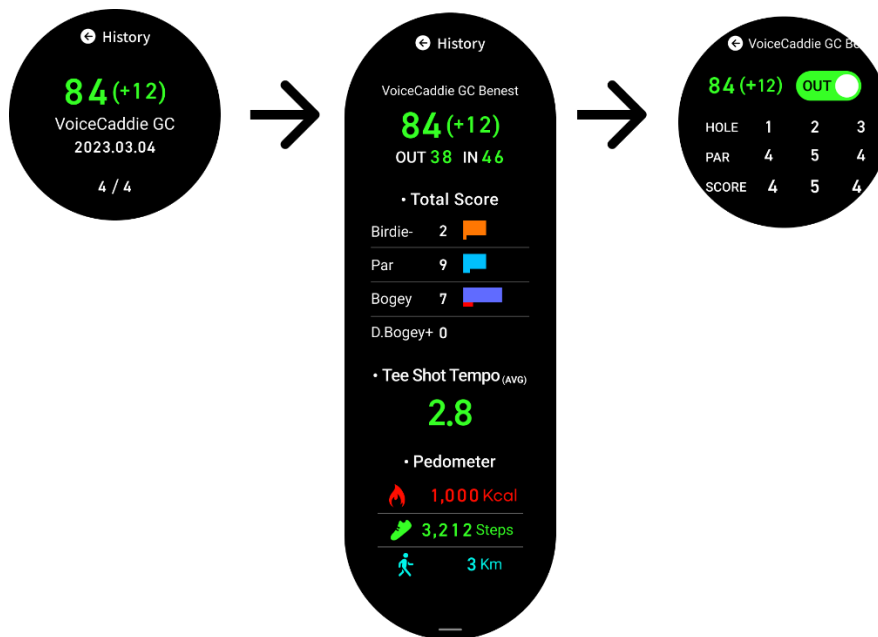 History
84(+12)
VoiceCaddie GC
2023.03.04
4 / 4
History
VoiceCaddie GC Benest
84(+12)
OUT 38 IN 46
• Total Score
Birdie- 2
Par 9
Bogey 7
D.Bogey+ 0
• Tee Shot Tempo (AVG)
2.8
• Pedometer
1,000 Kcal
3,212 Steps
3 Km
VoiceCaddie GC Be
84(+12) OUT
HOLE 1 2 3
PAR 4 5 4
SCORE 4 5 4